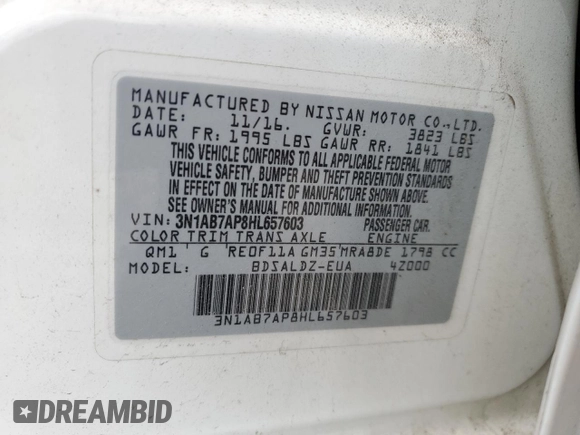 MANUFACTURED BY NISSAN MOTOR CO., LTD.
DATE: 11/16. GVWR: 3823 LBS
GAWR FR: 1995 LBS GAWR RR: 1841 LBS
THIS VEHICLE CONFORMS TO ALL APPLICABLE FEDERAL MOTOR
VEHICLE SAFETY, BUMPER AND THEFT PREVENTION STANDARDS
IN EFFECT ON THE DATE OF MANUFACTURE SHOWN ABOVE.
SEE OWNER'S MANUAL FOR ADDITIONAL INFORMATION.
VIN: 3N1AB7AP8HL657603 PASSENGER CAR.
COLOR TRIM TRANS AXLE ENGINE
QM1 G RE0F11A GM35 MRA8DE 1798 CC
MODEL: BDSALDZ-EUA 4Z000
3N1AB7AP8HL657603
DREAMBID